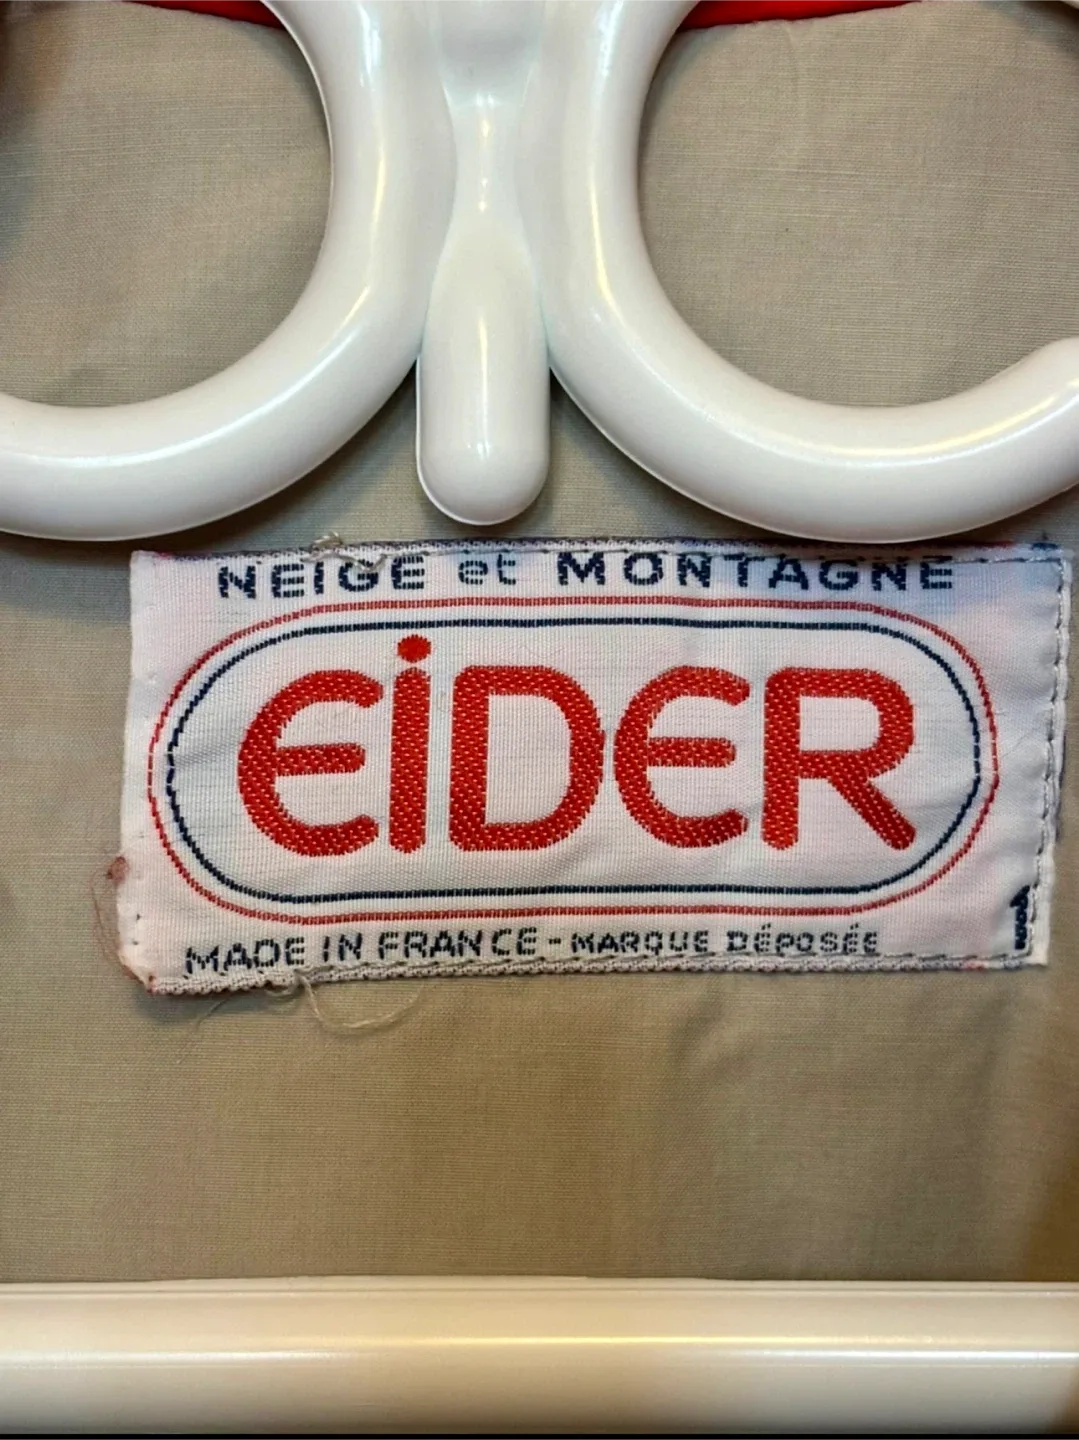 NEIGE et MONTAGNE
EiDER
MADE IN FRANCE - MARQUE DÉPOSÉE